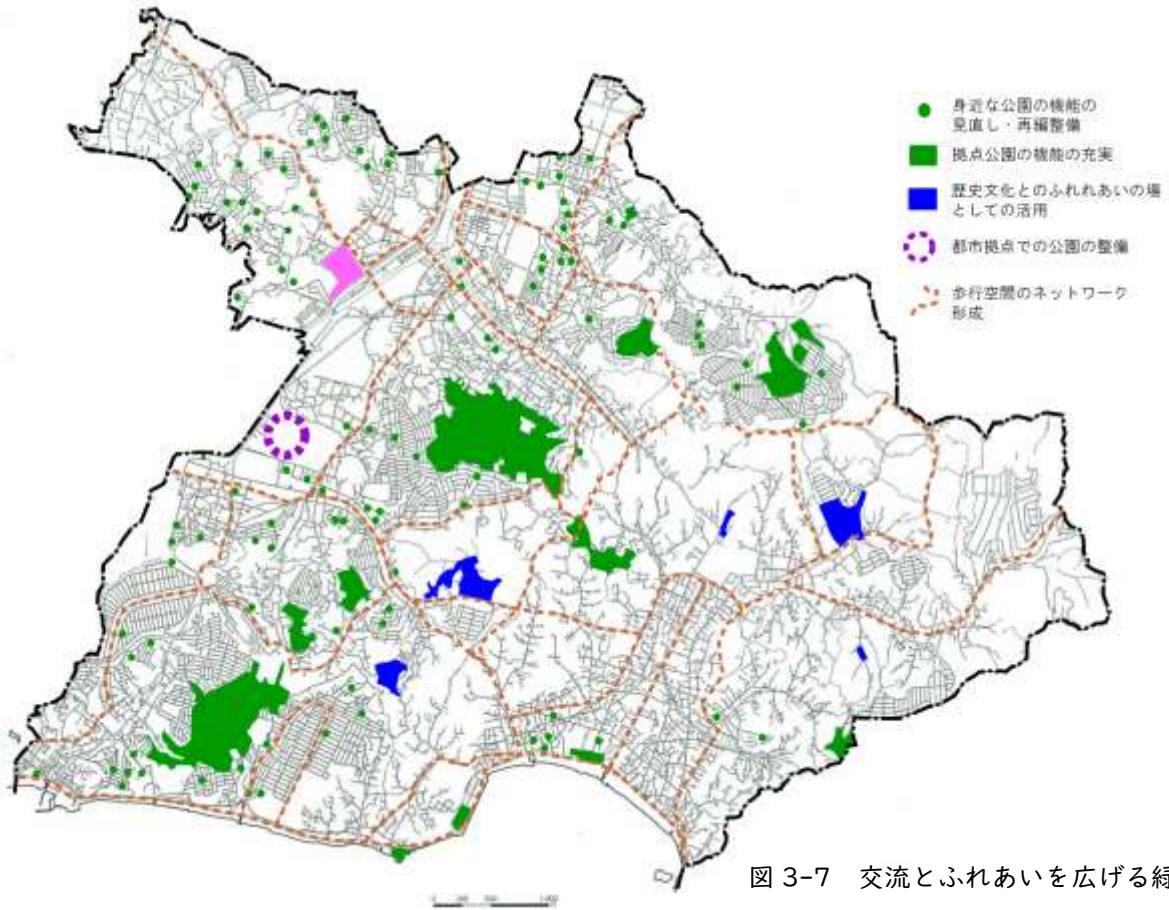 身近な公園の機能の
見直し・再編整備
拠点公園の機能の充実
歴史文化とのふれれあいの場
としての活用
都市拠点での公園の整備
歩行空間のネットワーク
形成
図 3-7 交流とふれあいを広げる緑